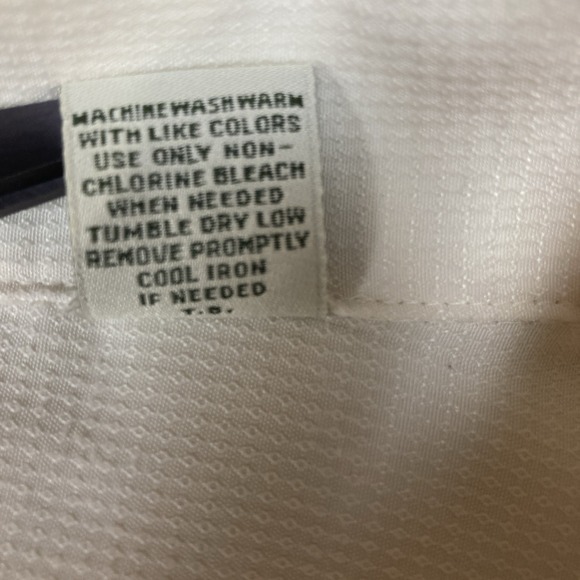 MACHINE WASH WARM
WITH LIKE COLORS
USE ONLY NON-
CHLORINE BLEACH
WHEN NEEDED
TUMBLE DRY LOW
REMOVE PROMPTLY
COOL IRON
IF NEEDED